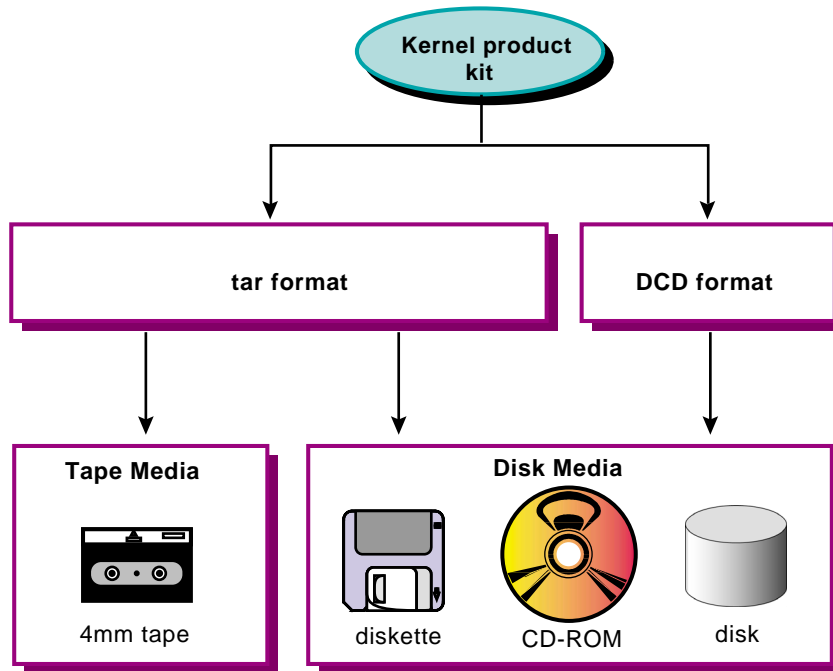 Kernel product
kit
tar format
DCD format
Tape Media
Disk Media
4mm tape
diskette
CD-ROM
disk